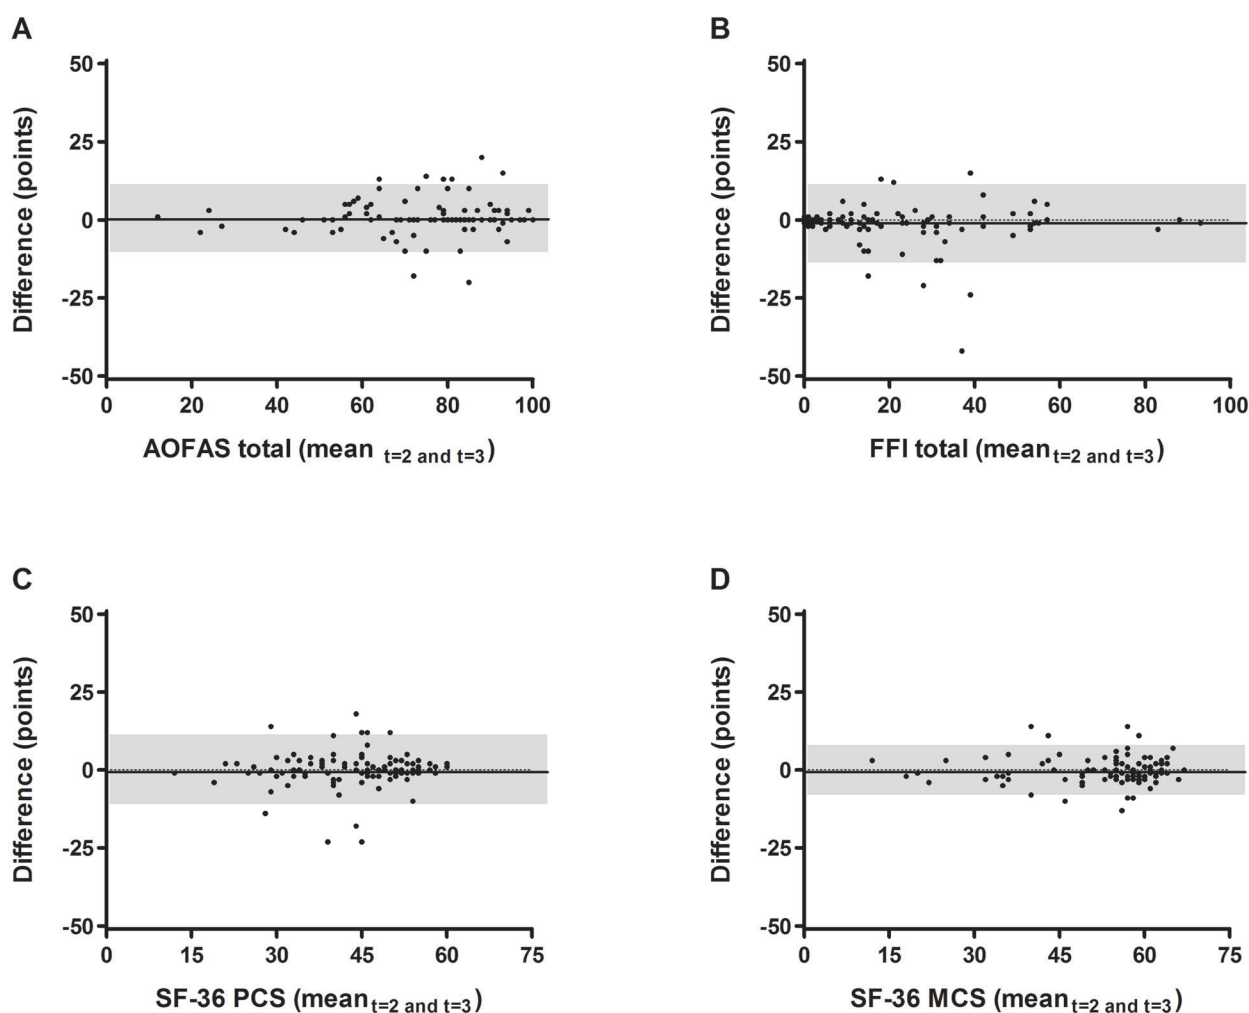 A
50
25
0
-25
-50
Difference (points)
0 20 40 60 80 100
AOFAS total (mean t=2 and t=3)
B
50
25
0
-25
-50
Difference (points)
0 20 40 60 80 100
FFI total (mean t=2 and t=3)
C
50
25
0
-25
-50
Difference (points)
0 15 30 45 60 75
SF-36 PCS (mean t=2 and t=3)
D
50
25
0
-25
-50
Difference (points)
0 15 30 45 60 75
SF-36 MCS (mean t=2 and t=3)